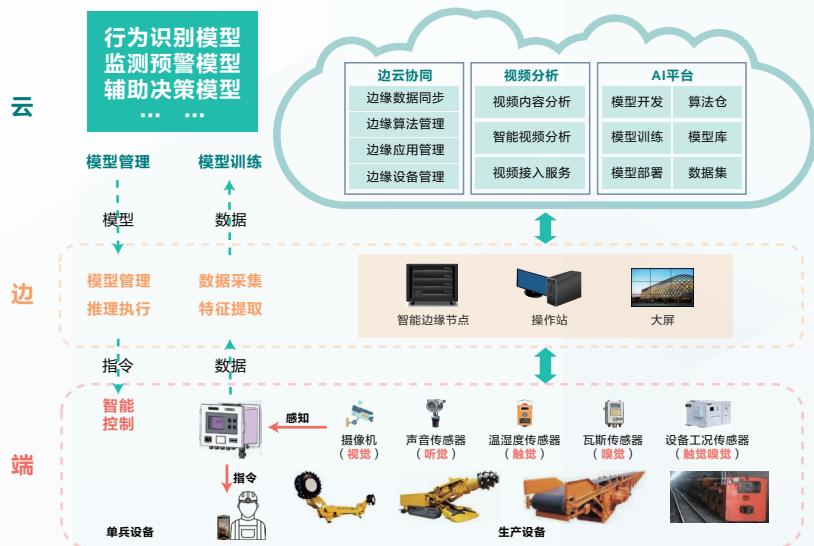 云
行为识别模型
监测预警模型
辅助决策模型
... ...
模型管理
模型训练
模型
数据
边云协同
边缘数据同步
边缘算法管理
边缘应用管理
边缘设备管理
视频分析
视频内容分析
智能视频分析
视频接入服务
AI平台
模型开发 算法仓
模型训练 模型库
模型部署 数据集
边
模型管理
推理执行
数据采集
特征提取
智能边缘节点
操作站
大屏
指令
数据
端
智能
控制
感知
摄像机
（视觉）
声音传感器
（听觉）
温湿度传感器
（触觉）
瓦斯传感器
（嗅觉）
设备工况传感器
（触觉嗅觉）
指令
单兵设备
生产设备